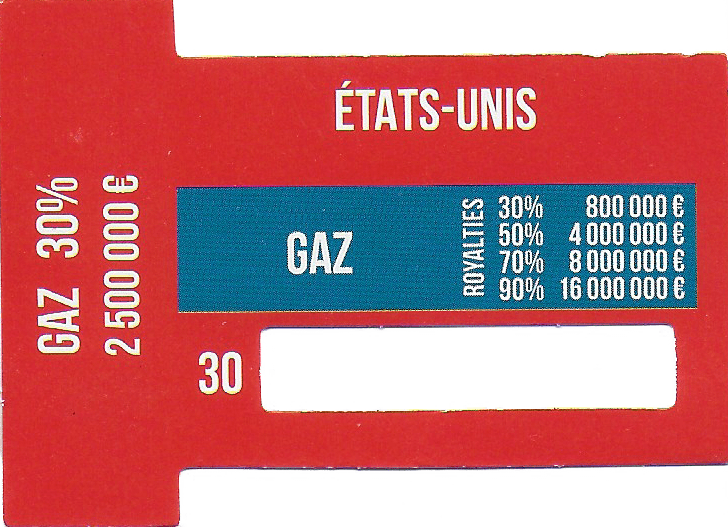 ÉTATS-UNIS
GAZ 30%
2 500 000 €
GAZ
ROYALTIES
30% 800 000 €
50% 4 000 000 €
70% 8 000 000 €
90% 16 000 000 €
30